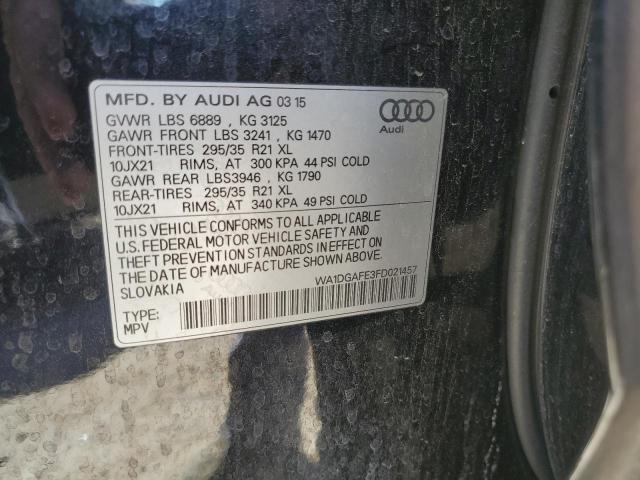 MFD. BY AUDI AG 03 15
GVWR LBS 6889 , KG 3125
GAWR FRONT LBS 3241 , KG 1470
FRONT-TIRES 295/35 R21 XL
10JX21 RIMS, AT 300 KPA 44 PSI COLD
GAWR REAR LBS3946 , KG 1790
REAR-TIRES 295/35 R21 XL
10JX21 RIMS, AT 340 KPA 49 PSI COLD
Audi
THIS VEHICLE CONFORMS TO ALL APPLICABLE
U.S. FEDERAL MOTOR VEHICLE SAFETY AND
THEFT PREVENTION STANDARDS IN EFFECT
ON THE DATE OF MANUFACTURE SHOWN ABOVE.
SLOVAKIA
WA1DGAFE3FD021457
TYPE:
MPV